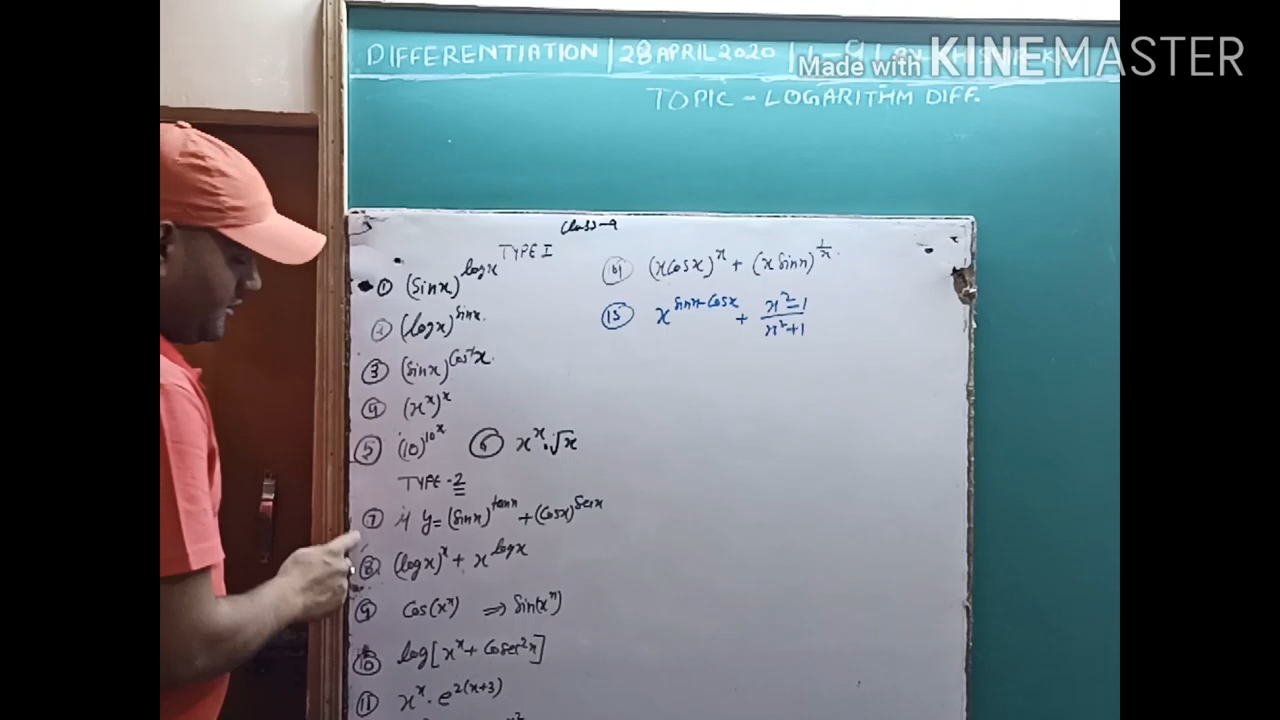 DIFFERENTIATION | 28 APRIL 2020 |
Made with KINEMASTER
TOPIC - LOGARITHM DIFF.
Class-9
TYPE I
① (Sinx)^logx
② (logx)^sinx.
③ (Sinx)^Cos⁻¹x.
④ (x^x)^x
⑤ (10)^10^x ⑥ x^x.√x
TYPE-2
⑦ if y = (Sinx)^tanx + (Cosx)^Secx
⑧ (logx)^x + x^logx
⑨ Cos(x^x) ⇒ Sin(x^x)
⑩ log[x^x + Cosec²x]
⑪ x^x . e^2(x+3)
(xCosx)^x + (xSinx)^1/x.
⑮ x^Sinx-Cosx + x²-1/x²+1